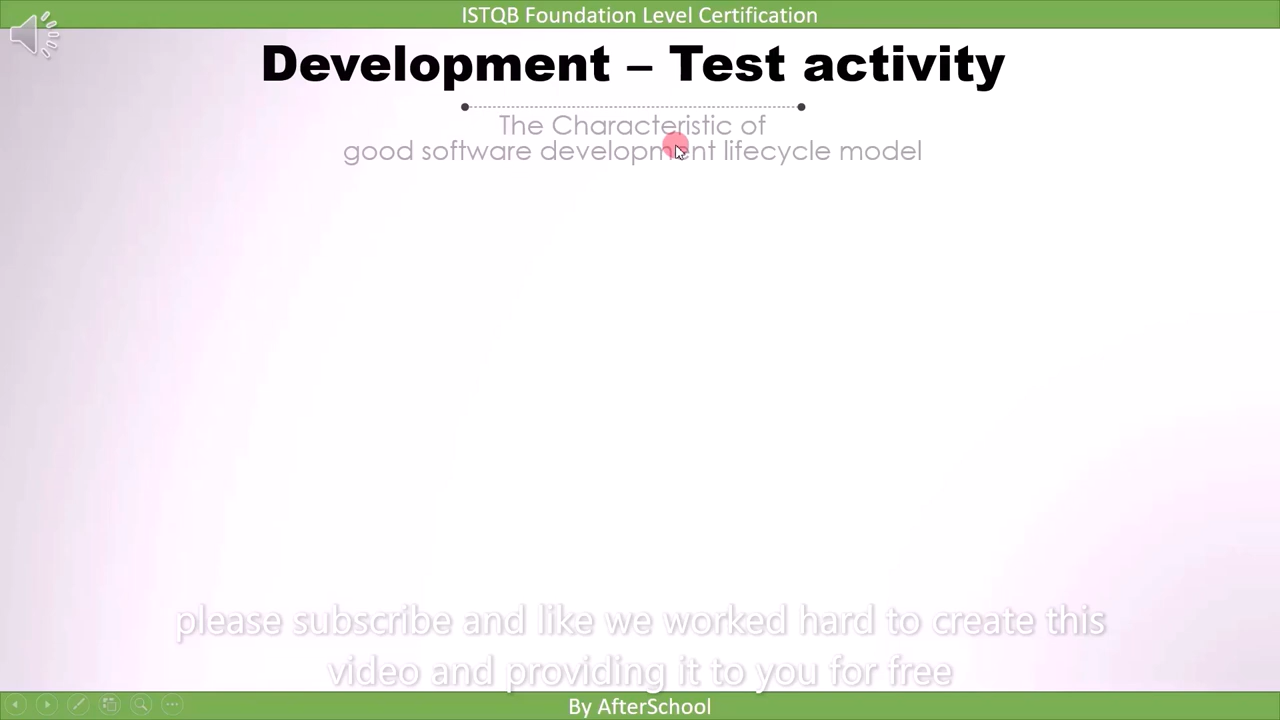 ISTQB Foundation Level Certification
Development – Test activity
The Characteristic of
good software development lifecycle model
please subscribe and like we worked hard to create this
video and providing it to you for free
By AfterSchool